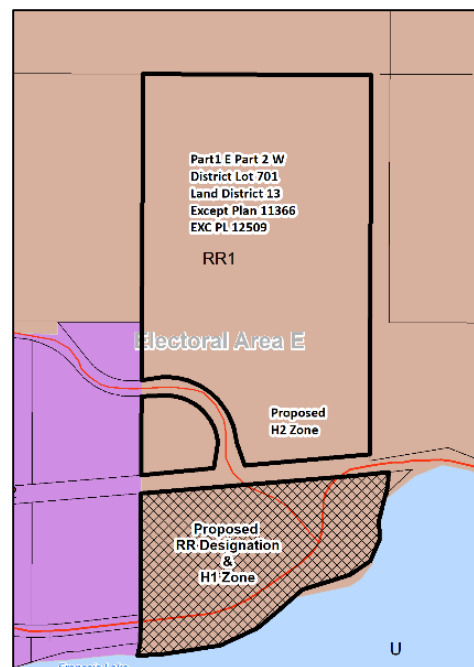 Part1 E Part 2 W
District Lot 701
Land District 13
Except Plan 11366
EXC PL 12509
RR1
Electoral Area E
Proposed
H2 Zone
Proposed
RR Designation
&
H1 Zone
U